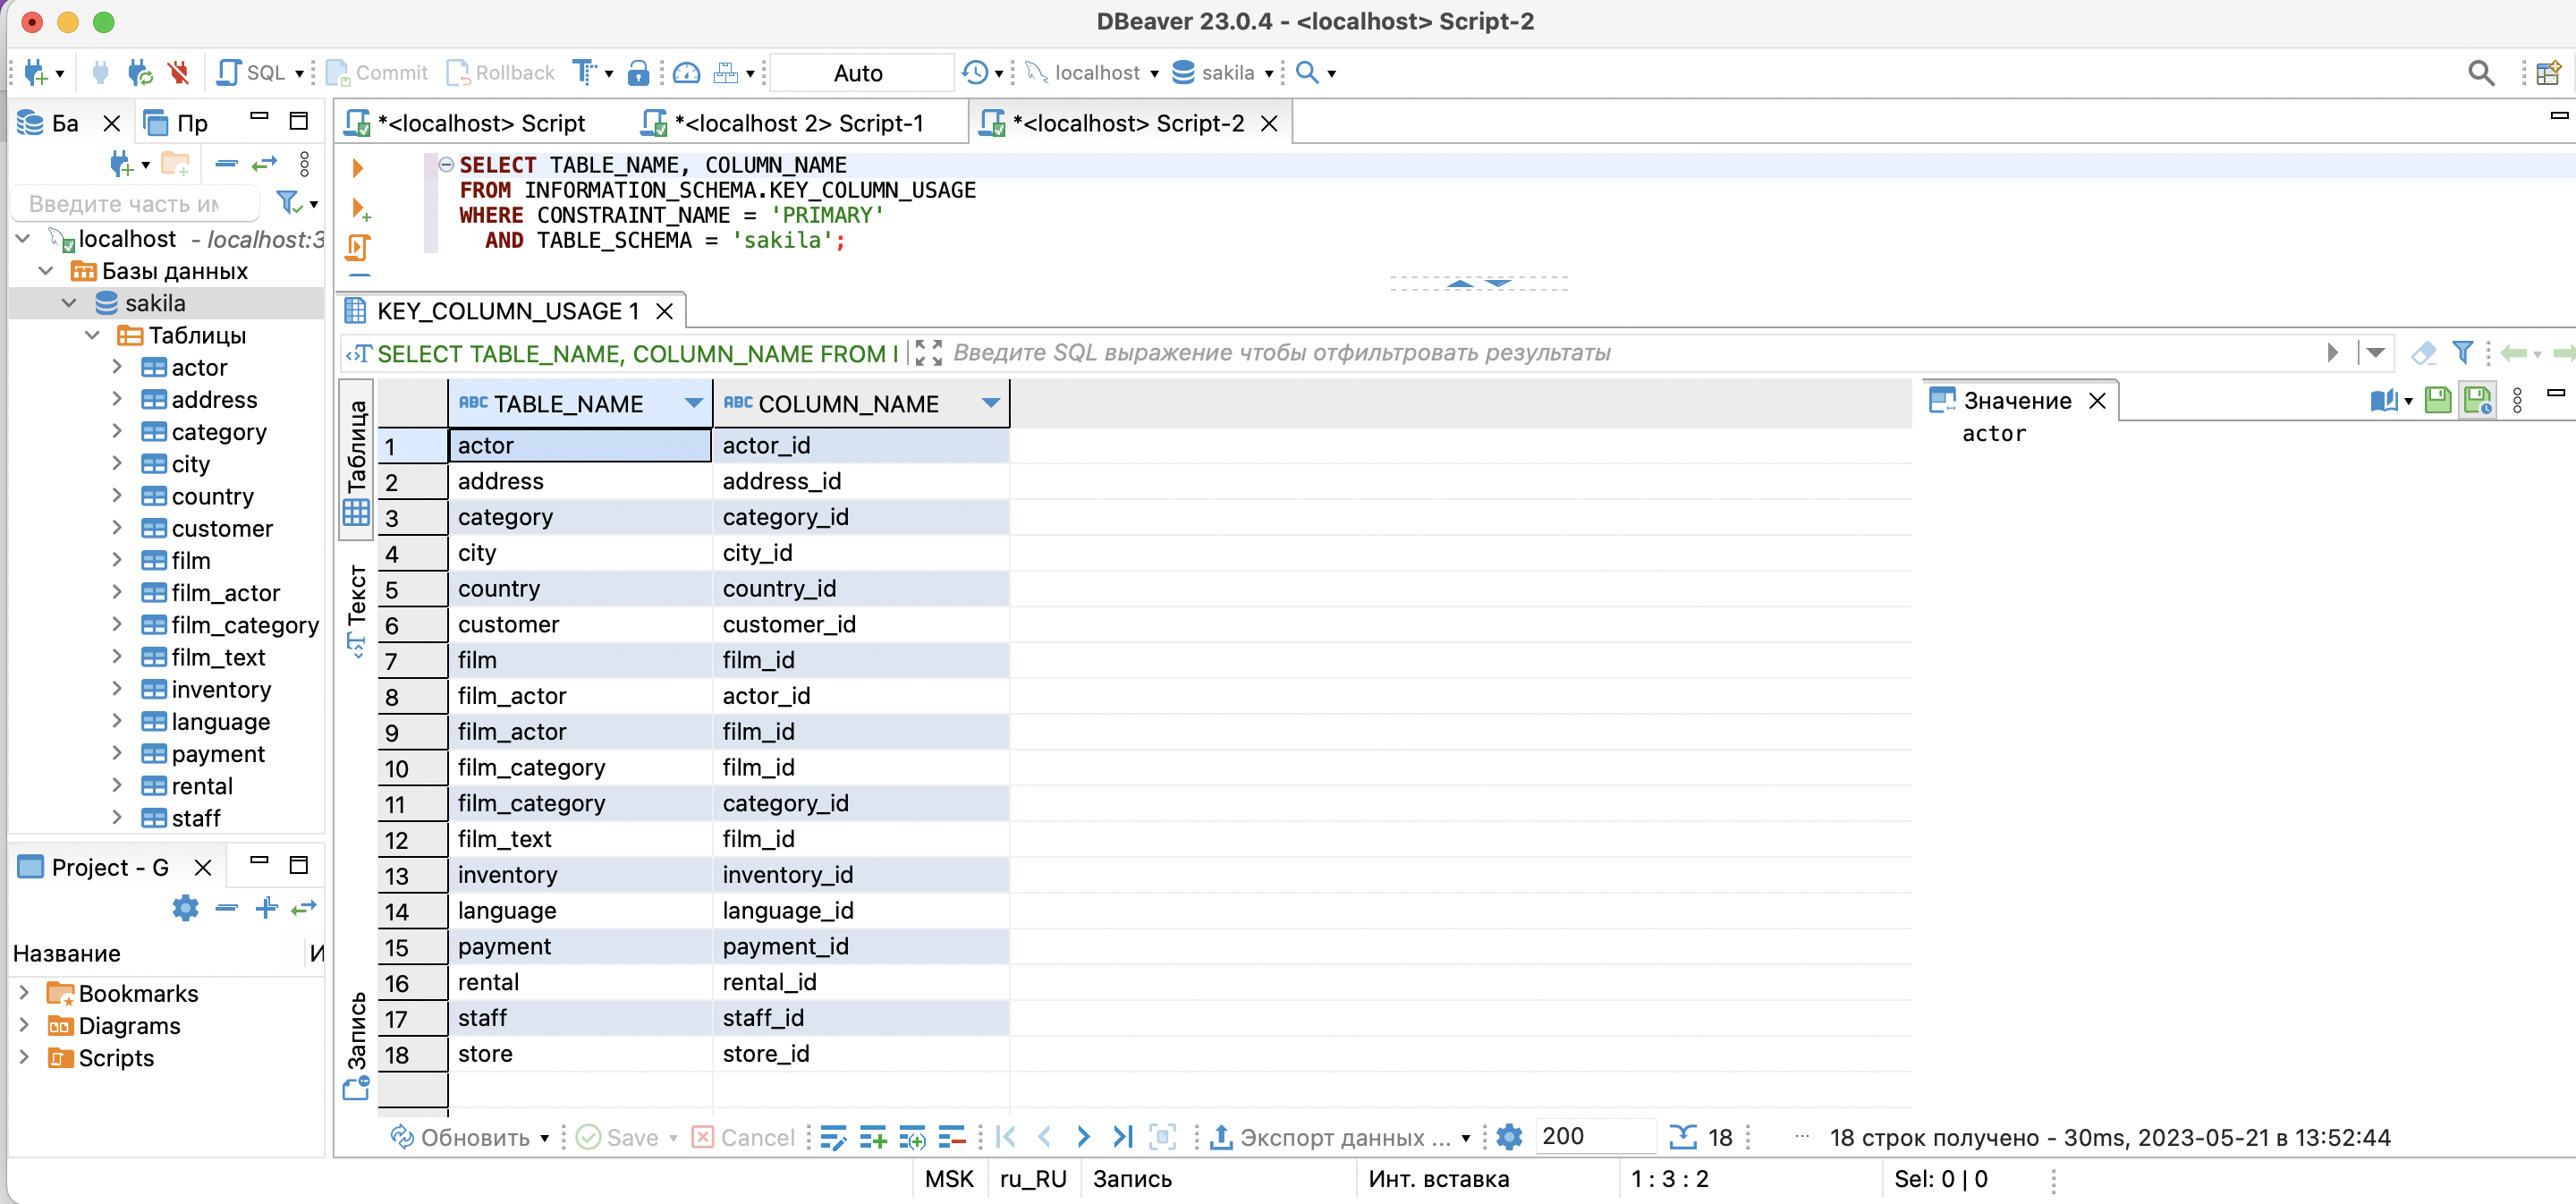 DBeaver 23.0.4 - <localhost> Script-2
SQL Commit Rollback Auto localhost sakila
Ба Пр
*<localhost> Script *<localhost 2> Script-1 *<localhost> Script-2
Введите часть им
localhost - localhost:3
Базы данных
sakila
Таблицы
actor
address
category
city
country
customer
film
film_actor
film_category
film_text
inventory
language
payment
rental
staff
Project - G
Название И
Bookmarks
Diagrams
Scripts
SELECT TABLE_NAME, COLUMN_NAME
FROM INFORMATION_SCHEMA.KEY_COLUMN_USAGE
WHERE CONSTRAINT_NAME = 'PRIMARY'
AND TABLE_SCHEMA = 'sakila';
KEY_COLUMN_USAGE 1
SELECT TABLE_NAME, COLUMN_NAME FROM I Введите SQL выражение чтобы отфильтровать результаты
Таблица
Текст
Запись
ABC TABLE_NAME ABC COLUMN_NAME
1 actor actor_id
2 address address_id
3 category category_id
4 city city_id
5 country country_id
6 customer customer_id
7 film film_id
8 film_actor actor_id
9 film_actor film_id
10 film_category film_id
11 film_category category_id
12 film_text film_id
13 inventory inventory_id
14 language language_id
15 payment payment_id
16 rental rental_id
17 staff staff_id
18 store store_id
Значение
actor
Обновить Save Cancel Экспорт данных ... 200 18 ... 18 строк получено - 30ms, 2023-05-21 в 13:52:44
MSK ru_RU Запись Инт. вставка 1 : 3 : 2 Sel: 0 | 0